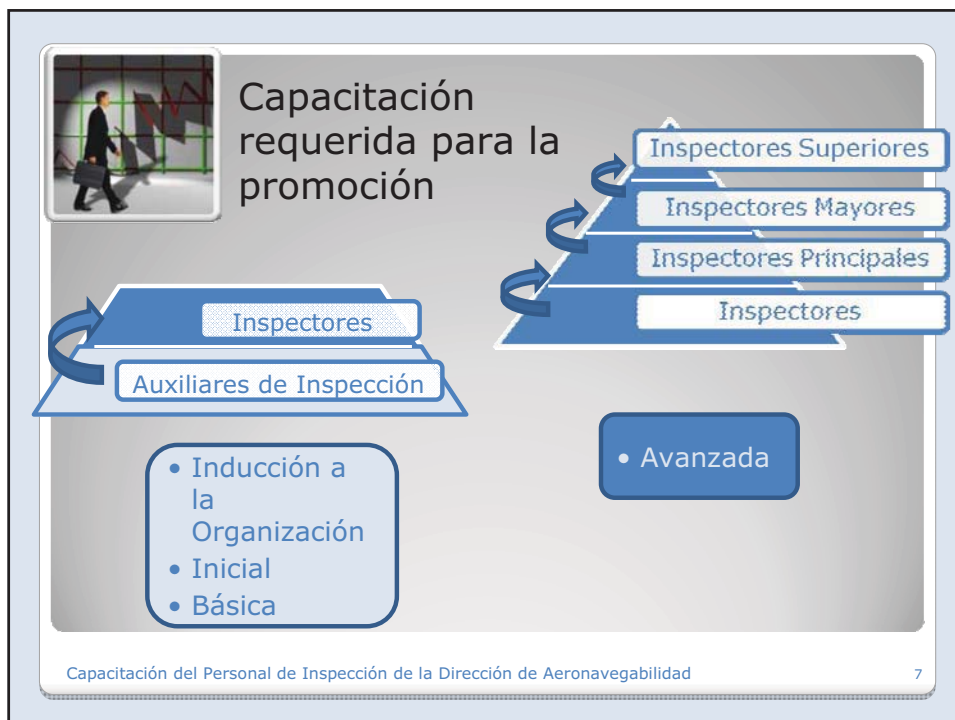 Capacitación
requerida para la
promoción
Inspectores Superiores
Inspectores Mayores
Inspectores Principales
Inspectores
Inspectores
Auxiliares de Inspección
• Inducción a
la
Organización
• Inicial
• Básica
• Avanzada
Capacitación del Personal de Inspección de la Dirección de Aeronavegabilidad
7